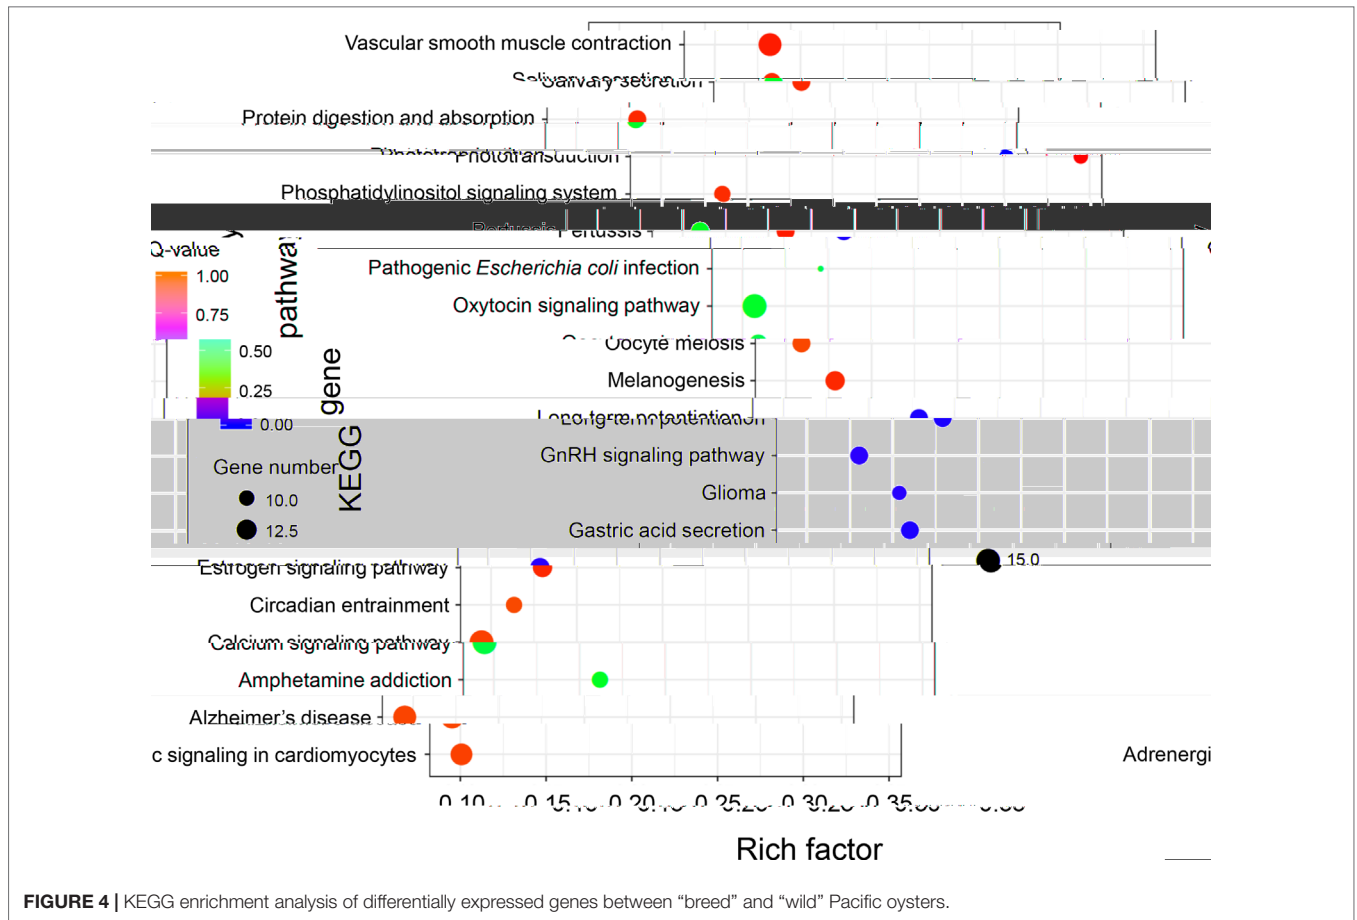 Vascular smooth muscle contraction
Salivary secretion
Protein digestion and absorption
Phototransduction
Phosphatidylinositol signaling system
Pertussis
Q-value
pathway
Pathogenic Escherichia coli infection
1.00
Oxytocin signaling pathway
0.75
Oocyte meiosis
0.50
Melanogenesis
0.25
gene
Long-term potentiation
0.00
GnRH signaling pathway
Gene number
KEGG
Glioma
10.0
Gastric acid secretion
12.5
15.0
Estrogen signaling pathway
Circadian entrainment
Calcium signaling pathway
Amphetamine addiction
Alzheimer's disease
c signaling in cardiomyocytes
Adrenergi
0.10 0.15 0.20 0.25 0.30 0.35
Rich factor
FIGURE 4 | KEGG enrichment analysis of differentially expressed genes between "breed" and "wild" Pacific oysters.